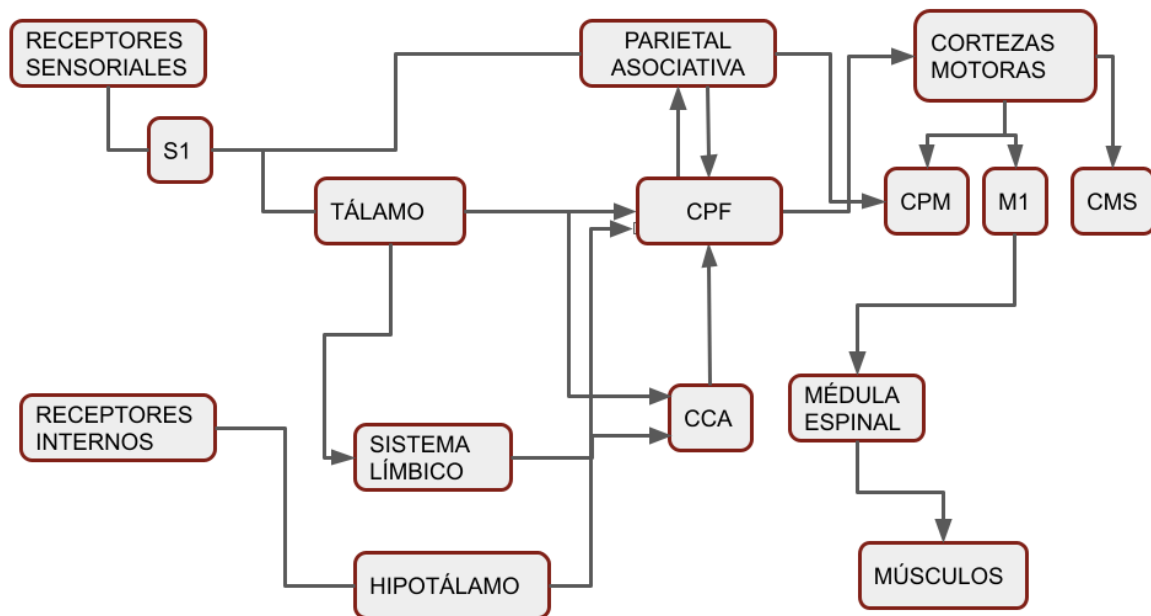 RECEPTORES
SENSORIALES
PARIETAL
ASOCIATIVA
CORTEZAS
MOTORAS
S1
TÁLAMO
CPF
CPM
M1
CMS
RECEPTORES
INTERNOS
SISTEMA
LÍMBICO
CCA
MÉDULA
ESPINAL
HIPOTÁLAMO
MÚSCULOS